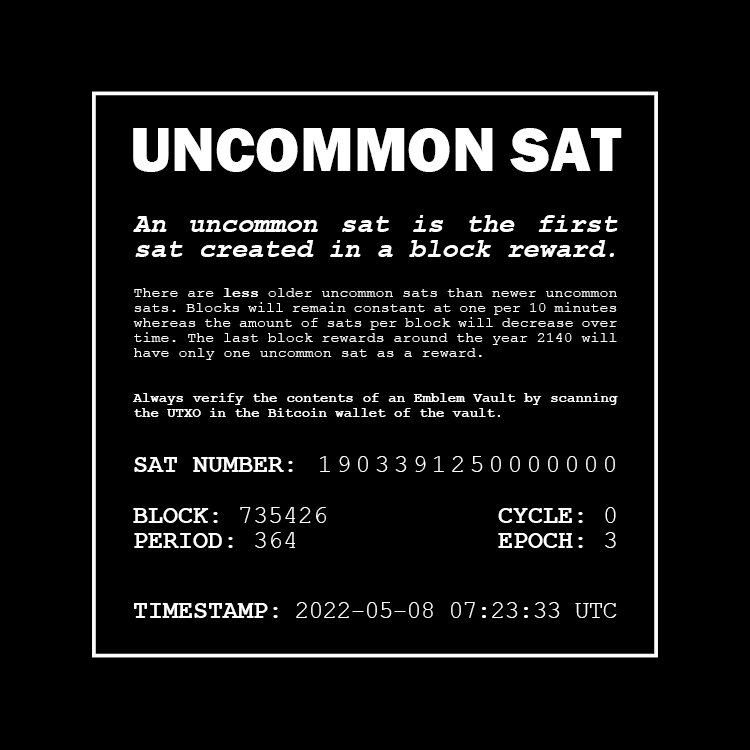 UNCOMMON SAT
An uncommon sat is the first
sat created in a block reward.
There are less older uncommon sats than newer uncommon
sats. Blocks will remain constant at one per 10 minutes
whereas the amount of sats per block will decrease over
time. The last block rewards around the year 2140 will
have only one uncommon sat as a reward.
Always verify the contents of an Emblem Vault by scanning
the UTXO in the Bitcoin wallet of the vault.
SAT NUMBER: 1903391250000000
BLOCK: 735426 CYCLE: 0
PERIOD: 364 EPOCH: 3
TIMESTAMP: 2022-05-08 07:23:33 UTC